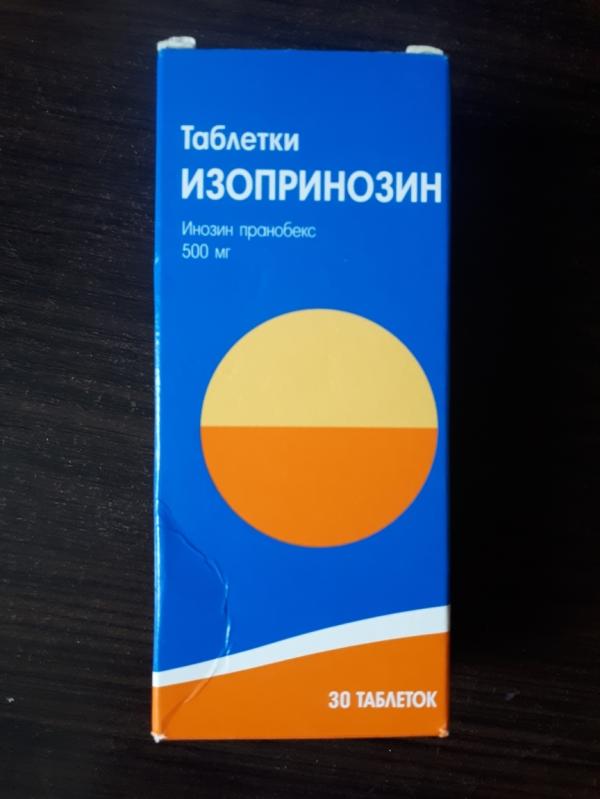 Таблетки
ИЗОПРИНОЗИН
Инозин пранобекс
500 мг
30 ТАБЛЕТОК